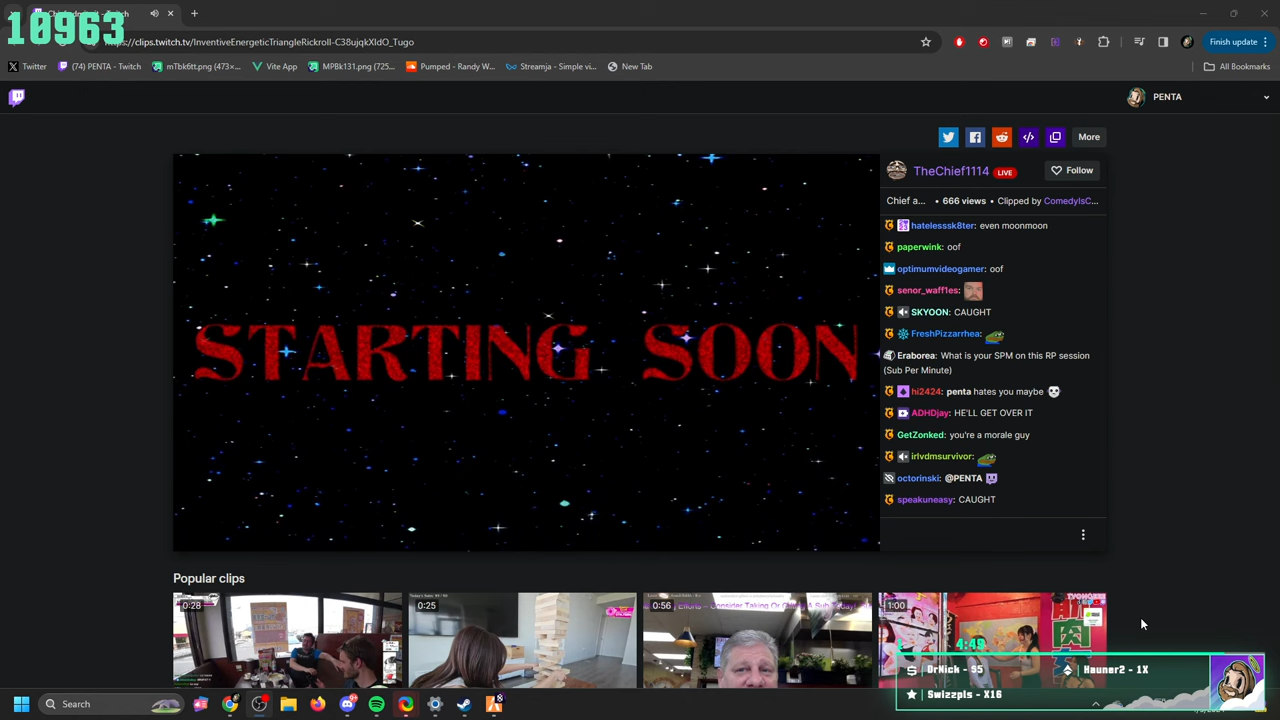 10963
https://clips.twitch.tv/InventiveEnergeticTriangleRickroll-C38ujqkXIdO_Tugo
Finish update
Twitter
(74) PENTA - Twitch
mTbk6tt.png (473×...
Vite App
MPBk131.png (725...
Pumped - Randy W...
Streamja - Simple vi...
New Tab
All Bookmarks
PENTA
More
STARTING SOON
TheChief1114 LIVE
Follow
Chief a... • 666 views • Clipped by ComedyIsC...
hatelesssk8ter: even moonmoon
paperwink: oof
optimumvideogamer: oof
senor_waff1es:
SKYOON: CAUGHT
FreshPizzarrhea:
Eraborea: What is your SPM on this RP session
(Sub Per Minute)
hi2424: penta hates you maybe
ADHDjay: HE'LL GET OVER IT
GetZonked: you're a morale guy
irlvdmsurvivor:
octorinski: @PENTA
speakuneasy: CAUGHT
Popular clips
0:28
0:25
0:56
1:00
4:49
DrNick - $5
Hauner2 - 1X
Swizzpls - X16
Search